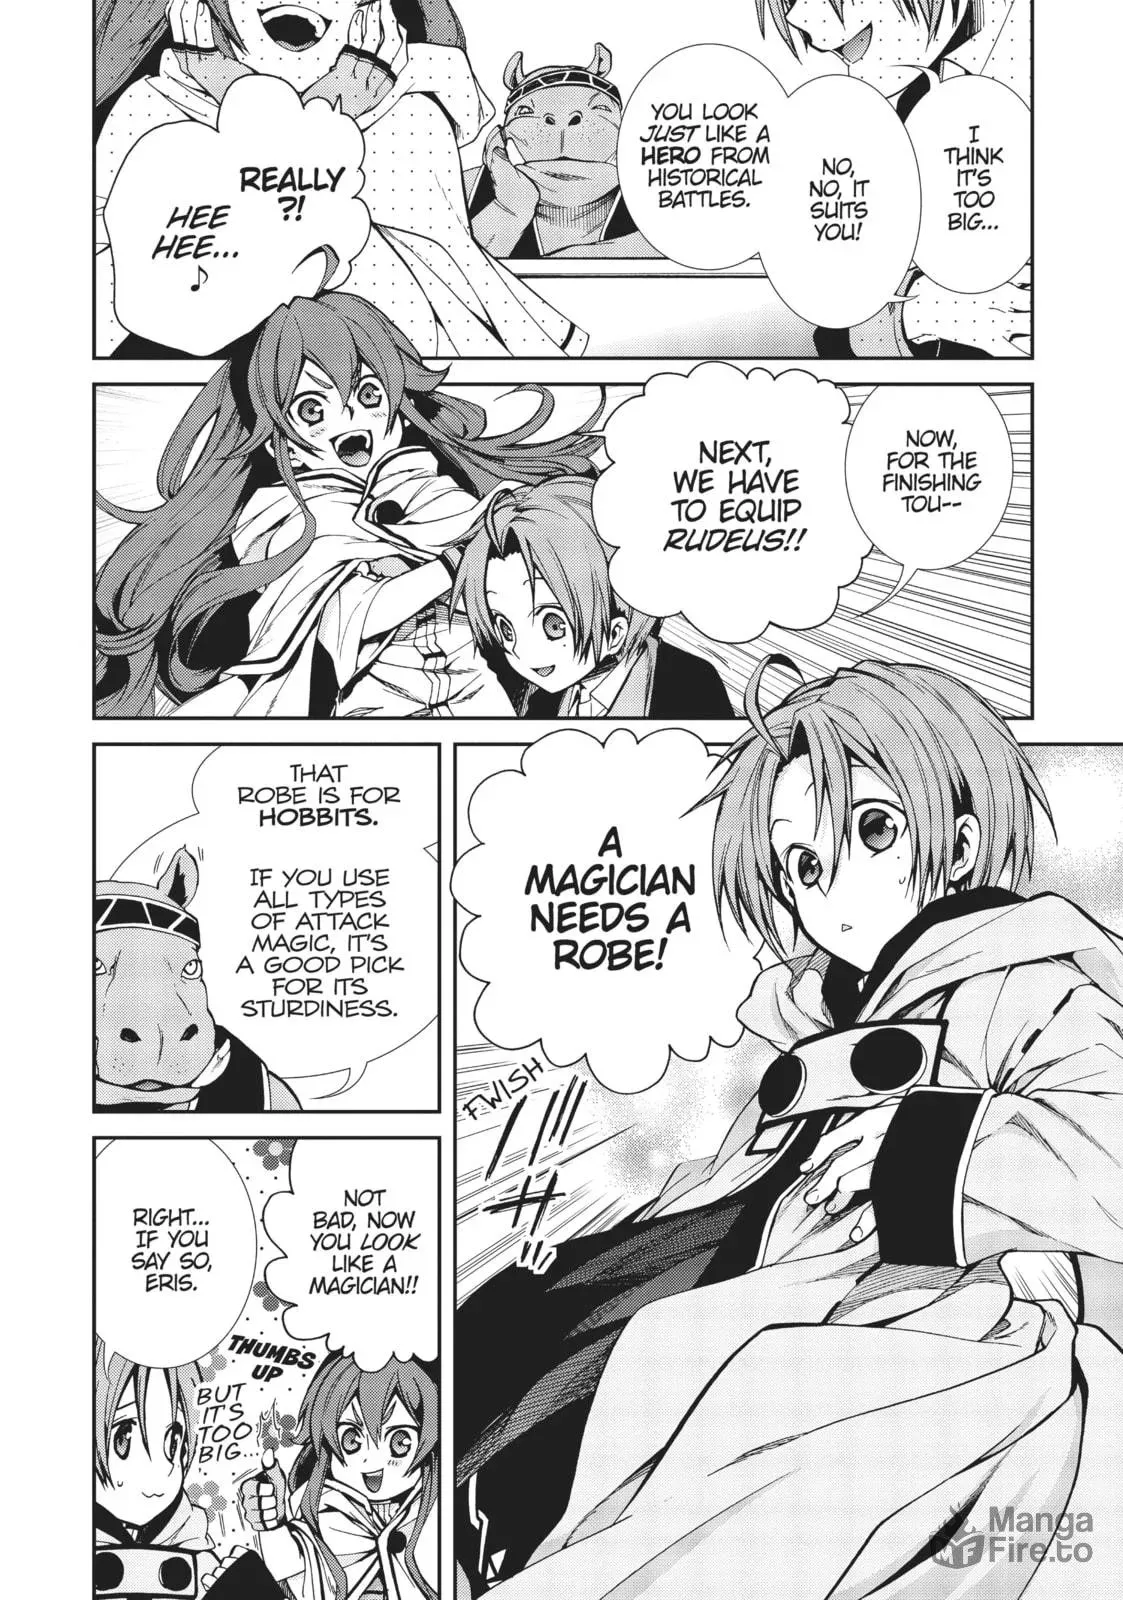 I
THINK
IT'S
TOO
BIG...
NO,
NO, IT
SUITS
YOU!
YOU LOOK
JUST LIKE A
HERO FROM
HISTORICAL
BATTLES.
REALLY
?!
HEE
HEE...
♪
NOW,
FOR THE
FINISHING
TOU--
NEXT,
WE HAVE
TO EQUIP
RUDEUS!!
A
MAGICIAN
NEEDS A
ROBE!
FWISH
THAT
ROBE IS FOR
HOBBITS.
IF YOU USE
ALL TYPES
OF ATTACK
MAGIC, IT'S
A GOOD PICK
FOR ITS
STURDINESS.
NOT
BAD, NOW
YOU LOOK
LIKE A
MAGICIAN!!
THUMBS
UP
RIGHT...
IF YOU
SAY SO,
ERIS.
BUT
IT'S
TOO
BIG...
Manga
Fire.to
MF